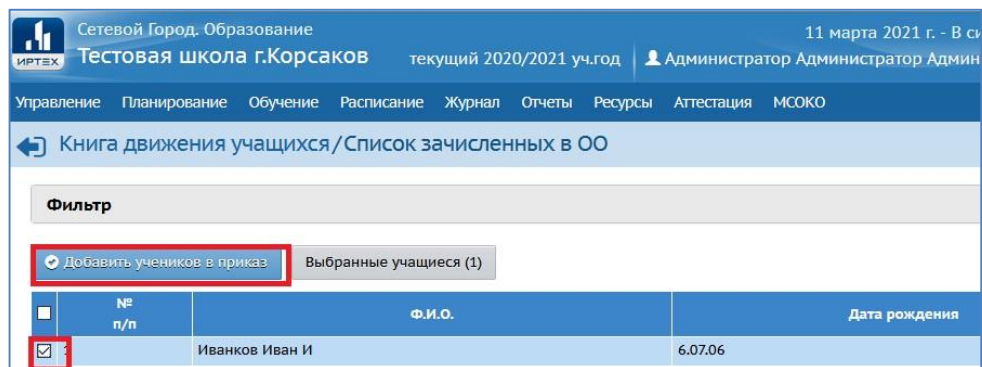 Сетевой Город. Образование
11 марта 2021 г. - В си
ИРТЕХ
Тестовая школа г.Корсаков
текущий 2020/2021 уч.год
Администратор Администратор Админ
Управление Планирование Обучение Расписание Журнал Отчеты Ресурсы Аттестация МСОКО
Книга движения учащихся/Список зачисленных в ОО
Фильтр
Добавить учеников в приказ Выбранные учащиеся (1)
№ п/п Ф.И.О. Дата рождения
Иванков Иван И 6.07.06